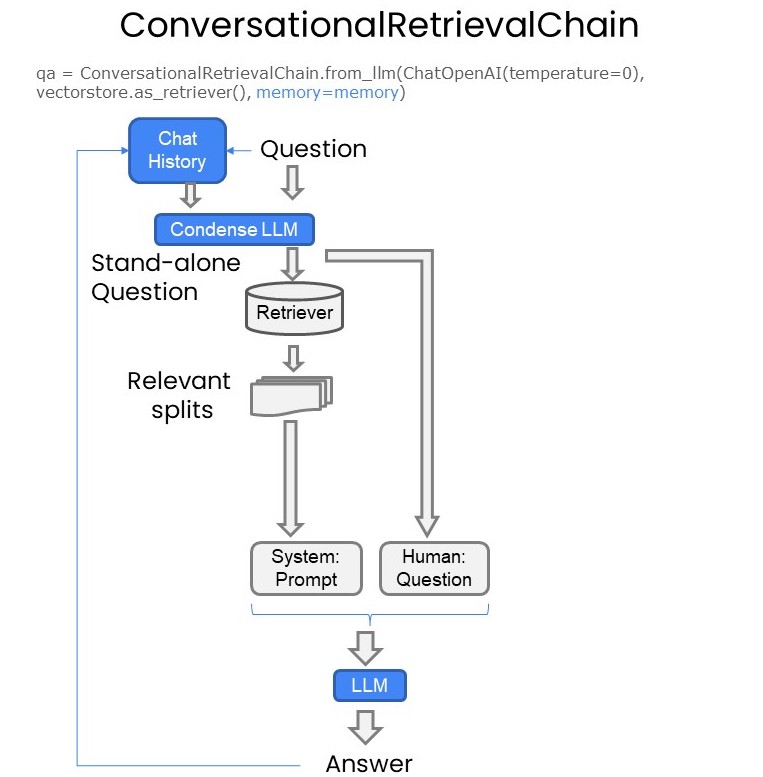 ConversationalRetrievalChain
qa = ConversationalRetrievalChain.from_llm(ChatOpenAI(temperature=0),
vectorstore.as_retriever(), memory=memory)
Chat
History
Question
Condense LLM
Stand-alone
Question
Retriever
Relevant
splits
System:
Prompt
Human:
Question
LLM
Answer